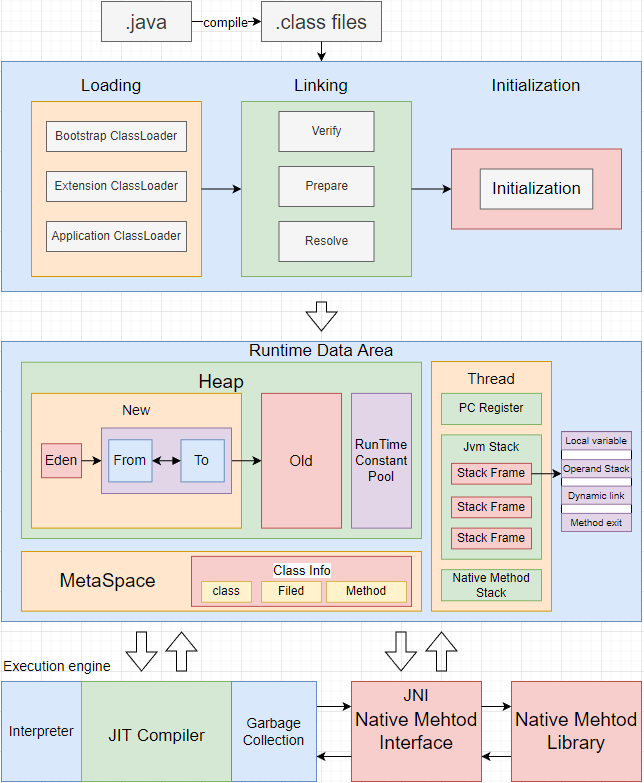 .java
compile
.class files
Loading
Linking
Initialization
Bootstrap ClassLoader
Extension ClassLoader
Application ClassLoader
Verify
Prepare
Resolve
Initialization
Runtime Data Area
Heap
New
Eden
From
To
Old
RunTime
Constant
Pool
MetaSpace
Class Info
class
Filed
Method
Thread
PC Register
Jvm Stack
Stack Frame
Stack Frame
Stack Frame
Native Method
Stack
Local variable
Operand Stack
Dynamic link
Method exit
Execution engine
Interpreter
JIT Compiler
Garbage
Collection
JNI
Native Mehtod
Interface
Native Mehtod
Library